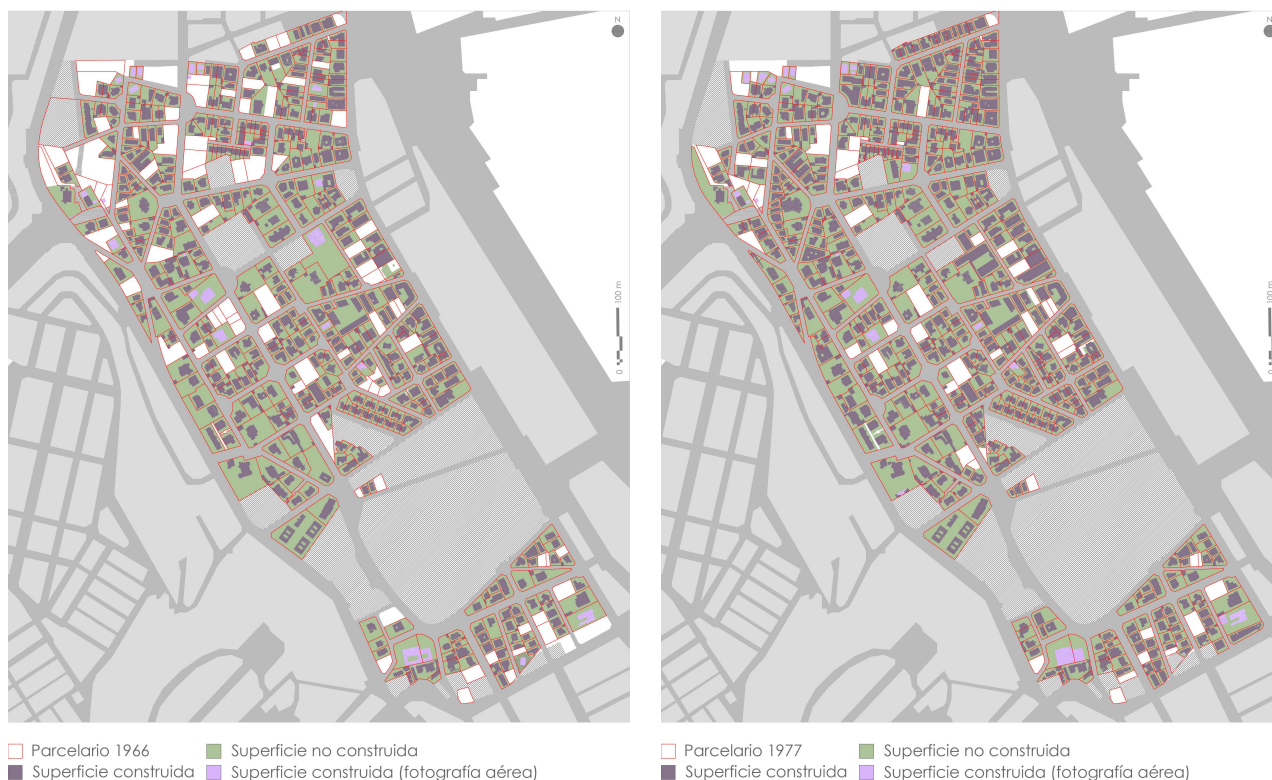 N
0 100 m
Parcelario 1966
Superficie no construida
Superficie construida
Superficie construida (fotografía aérea)
N
0 100 m
Parcelario 1977
Superficie no construida
Superficie construida
Superficie construida (fotografía aérea)